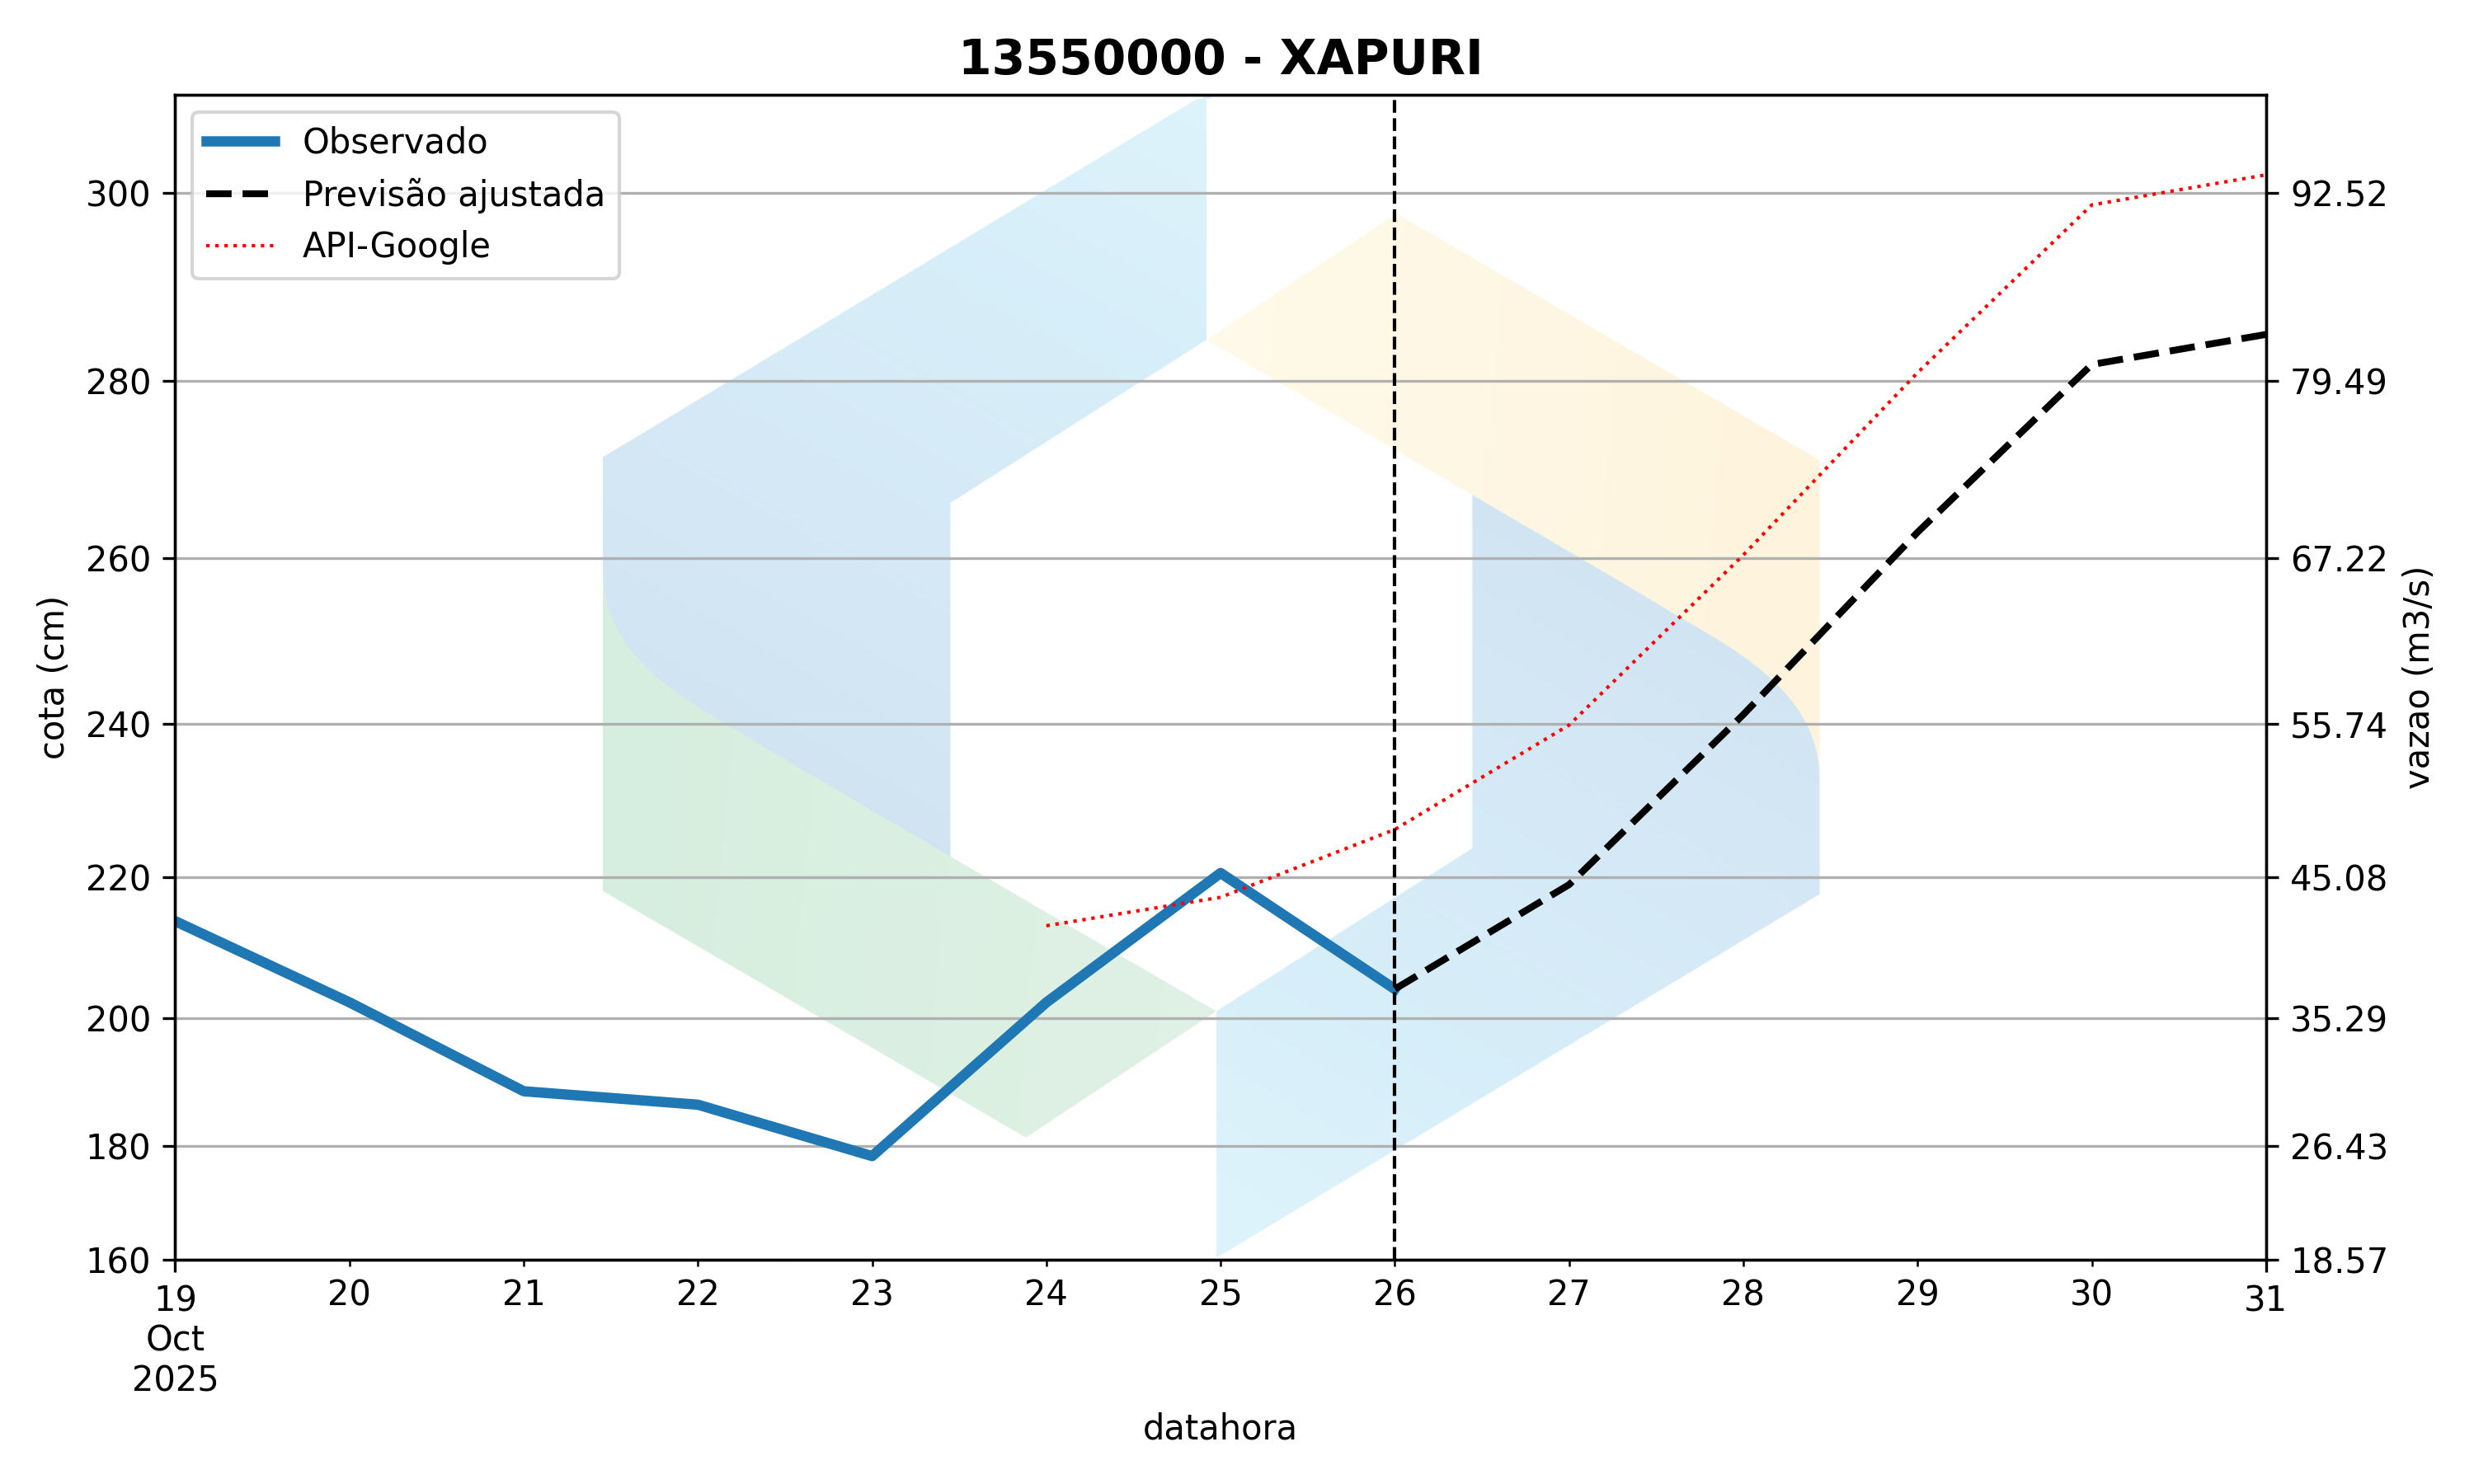 13550000 - XAPURI
Observado
Previsão ajustada
API-Google
300
280
260
240
220
200
180
160
cota (cm)
92.52
79.49
67.22
55.74
45.08
35.29
26.43
18.57
vazao (m3/s)
19 20 21 22 23 24 25 26 27 28 29 30 31
Oct
2025
datahora